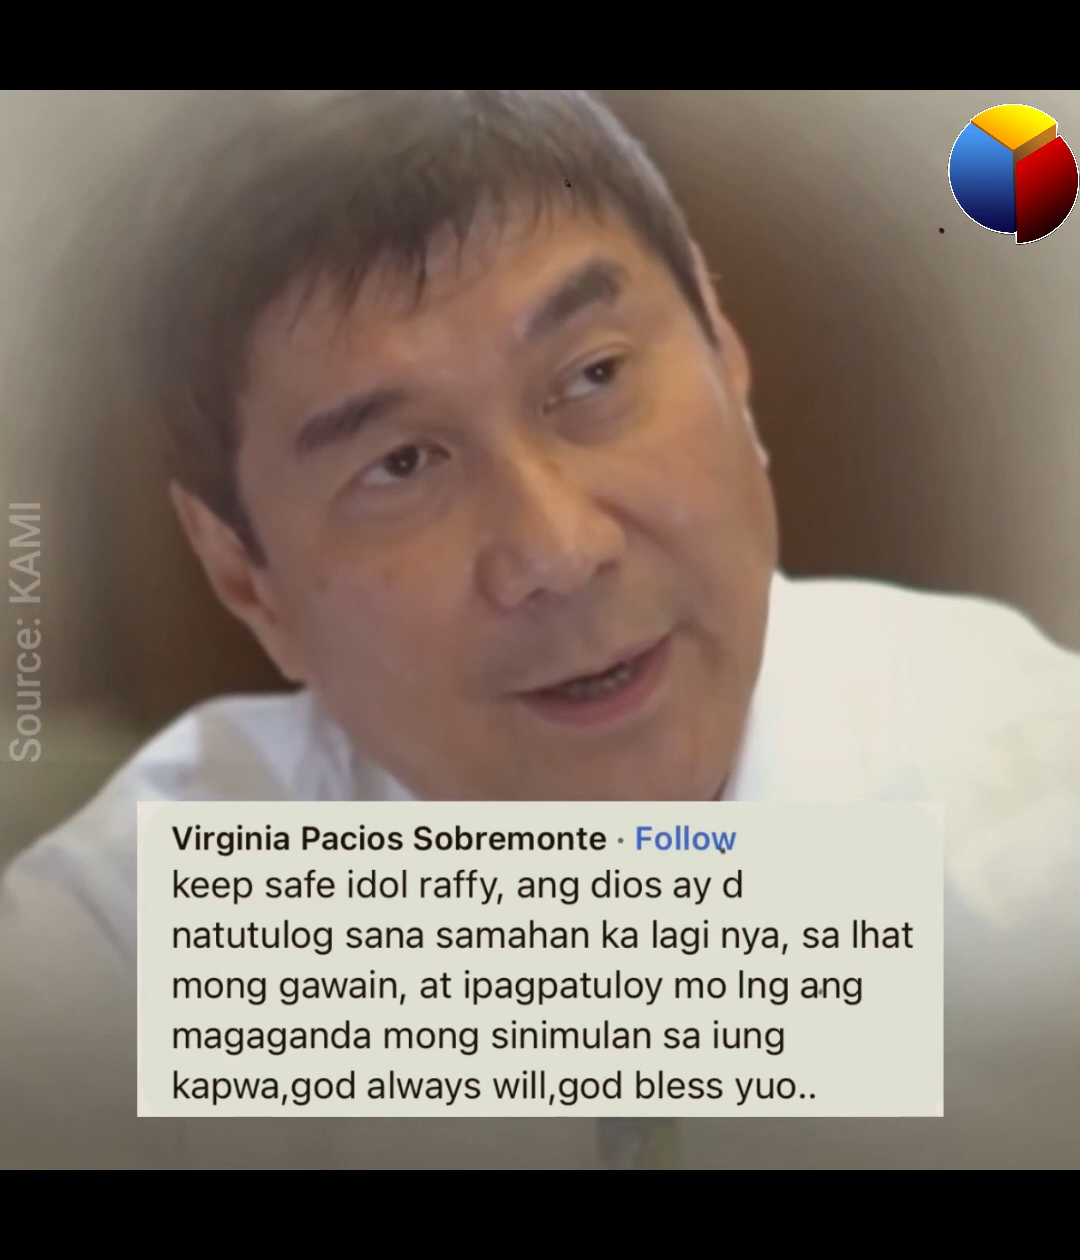 Source: KAMI
Virginia Pacios Sobremonte · Follow
keep safe idol raffy, ang dios ay d
natutulog sana samahan ka lagi nya, sa lhat
mong gawain, at ipagpatuloy mo lng ang
magaganda mong sinimulan sa iung
kapwa,god always will,god bless yuo..